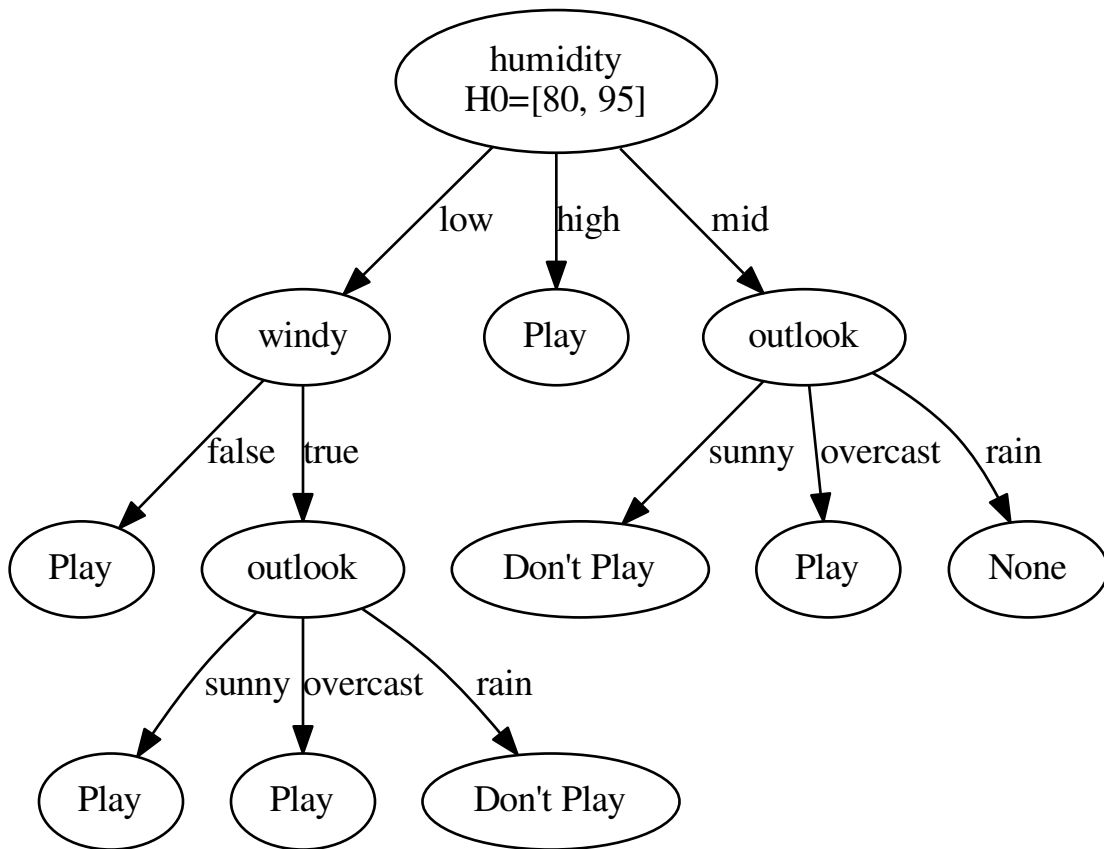 humidity
H0=[80, 95]
low
high
mid
windy
Play
outlook
false
true
sunny
overcast
rain
Play
outlook
Don't Play
Play
None
sunny
overcast
rain
Play
Play
Don't Play